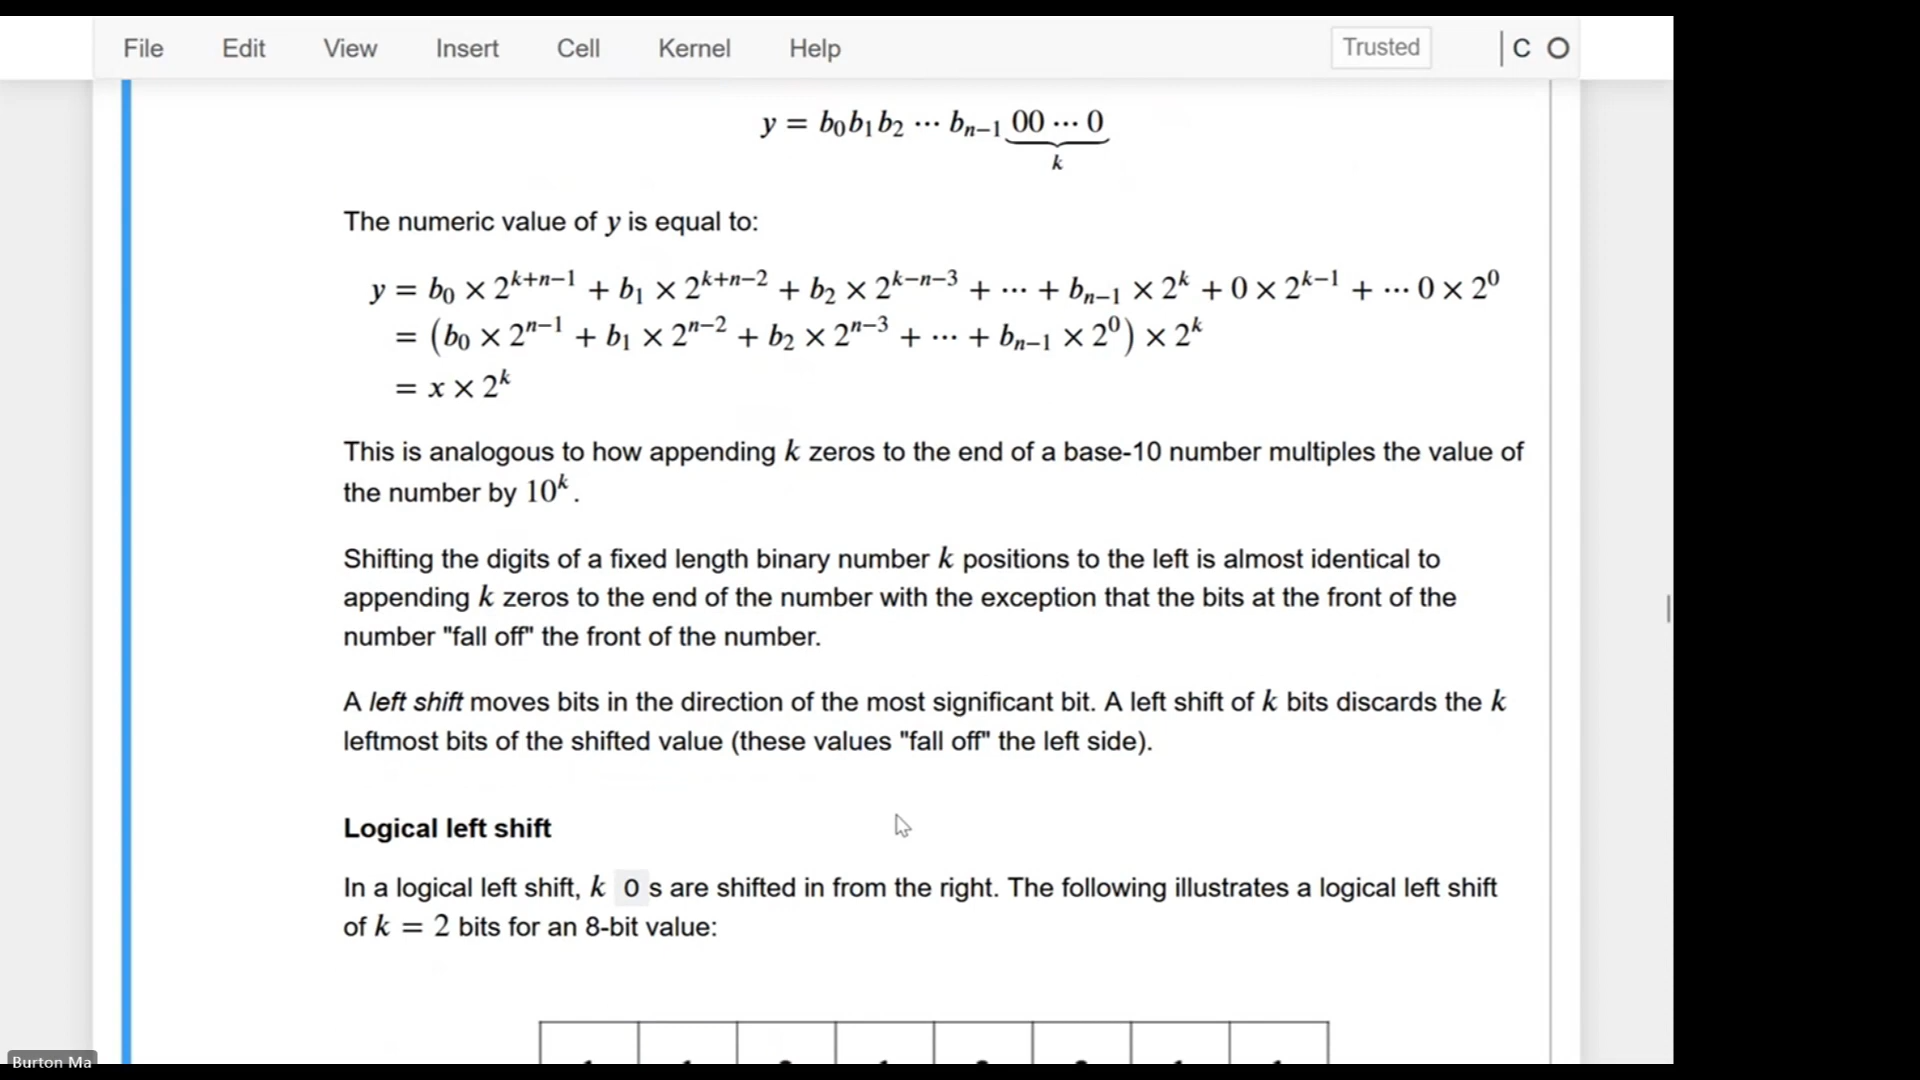 File Edit View Insert Cell Kernel Help Trusted | C O
y = b₀b₁b₂ ⋯ bₙ₋₁ 00 ⋯ 0
k
The numeric value of y is equal to:
y = b₀ × 2^{k+n−1} + b₁ × 2^{k+n−2} + b₂ × 2^{k−n−3} + ⋯ + bₙ₋₁ × 2^k + 0 × 2^{k−1} + ⋯ 0 × 2^0
= (b₀ × 2^{n−1} + b₁ × 2^{n−2} + b₂ × 2^{n−3} + ⋯ + bₙ₋₁ × 2^0) × 2^k
= x × 2^k
This is analogous to how appending k zeros to the end of a base-10 number multiples the value of
the number by 10^k.
Shifting the digits of a fixed length binary number k positions to the left is almost identical to
appending k zeros to the end of the number with the exception that the bits at the front of the
number "fall off" the front of the number.
A left shift moves bits in the direction of the most significant bit. A left shift of k bits discards the k
leftmost bits of the shifted value (these values "fall off" the left side).
Logical left shift
In a logical left shift, k 0 s are shifted in from the right. The following illustrates a logical left shift
of k = 2 bits for an 8-bit value:
Burton Ma